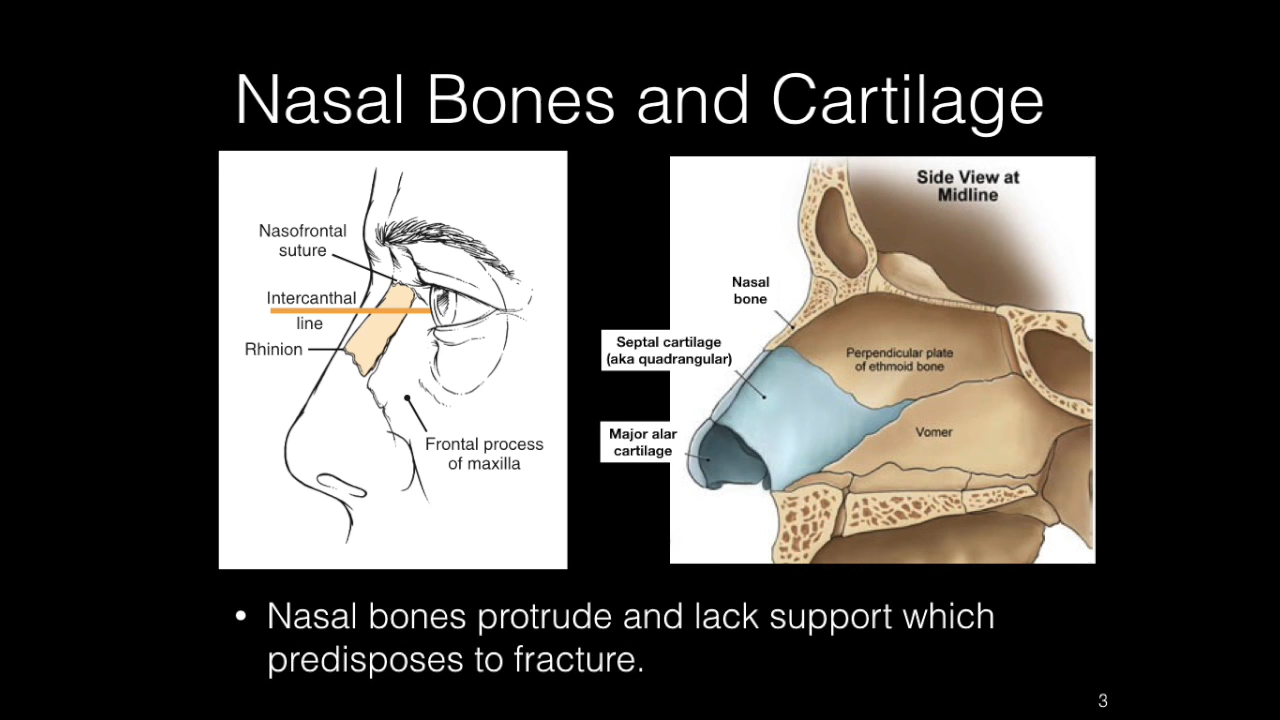 Nasal Bones and Cartilage
Nasofrontal
suture
Intercanthal
line
Rhinion
Frontal process
of maxilla
Side View at
Midline
Nasal
bone
Septal cartilage
(aka quadrangular)
Perpendicular plate
of ethmoid bone
Major alar
cartilage
Vomer
• Nasal bones protrude and lack support which
predisposes to fracture.
3